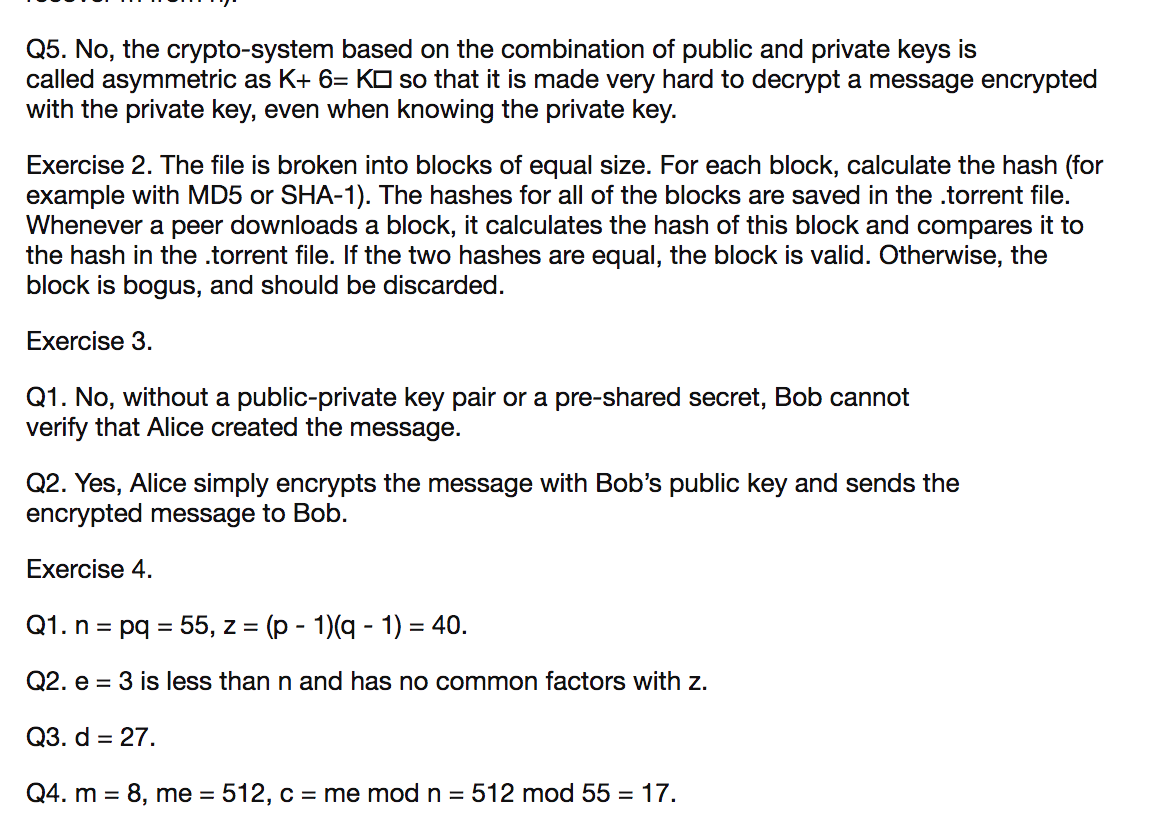 Q5. No, the crypto-system based on the combination of public and private keys is
called asymmetric as K+ 6= K□ so that it is made very hard to decrypt a message encrypted
with the private key, even when knowing the private key.
Exercise 2. The file is broken into blocks of equal size. For each block, calculate the hash (for
example with MD5 or SHA-1). The hashes for all of the blocks are saved in the .torrent file.
Whenever a peer downloads a block, it calculates the hash of this block and compares it to
the hash in the .torrent file. If the two hashes are equal, the block is valid. Otherwise, the
block is bogus, and should be discarded.
Exercise 3.
Q1. No, without a public-private key pair or a pre-shared secret, Bob cannot
verify that Alice created the message.
Q2. Yes, Alice simply encrypts the message with Bob’s public key and sends the
encrypted message to Bob.
Exercise 4.
Q1. n = pq = 55, z = (p - 1)(q - 1) = 40.
Q2. e = 3 is less than n and has no common factors with z.
Q3. d = 27.
Q4. m = 8, me = 512, c = me mod n = 512 mod 55 = 17.